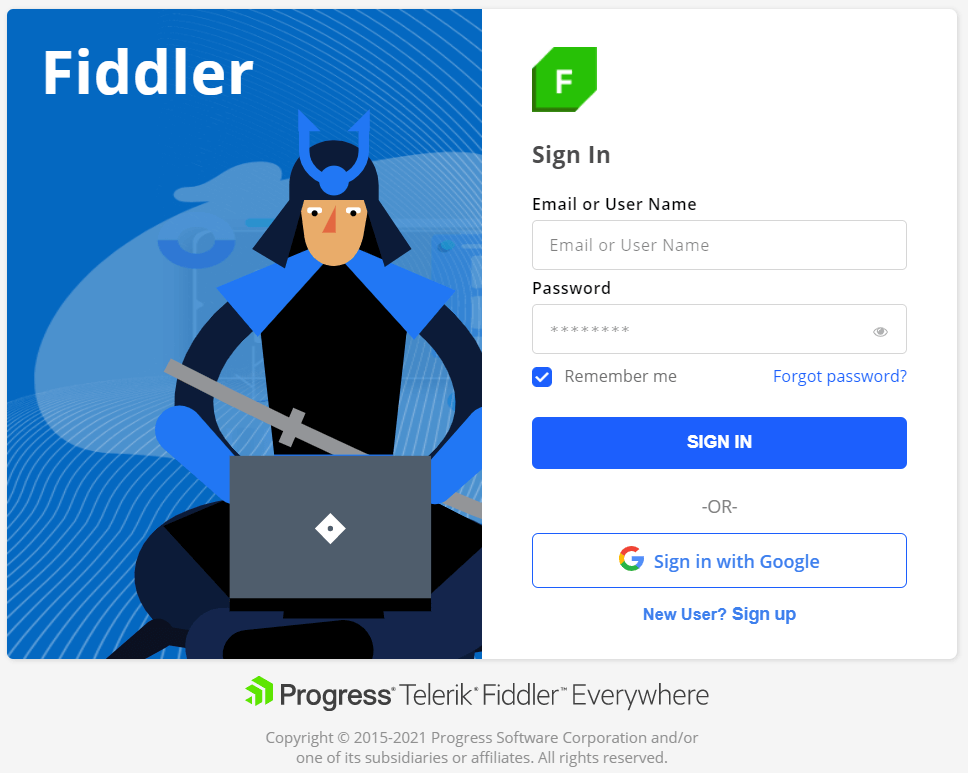 Fiddler
F
Sign In
Email or User Name
Email or User Name
Password
********
Remember me
Forgot password?
SIGN IN
-OR-
Sign in with Google
New User? Sign up
Progress® Telerik® Fiddler™ Everywhere
Copyright © 2015-2021 Progress Software Corporation and/or
one of its subsidiaries or affiliates. All rights reserved.